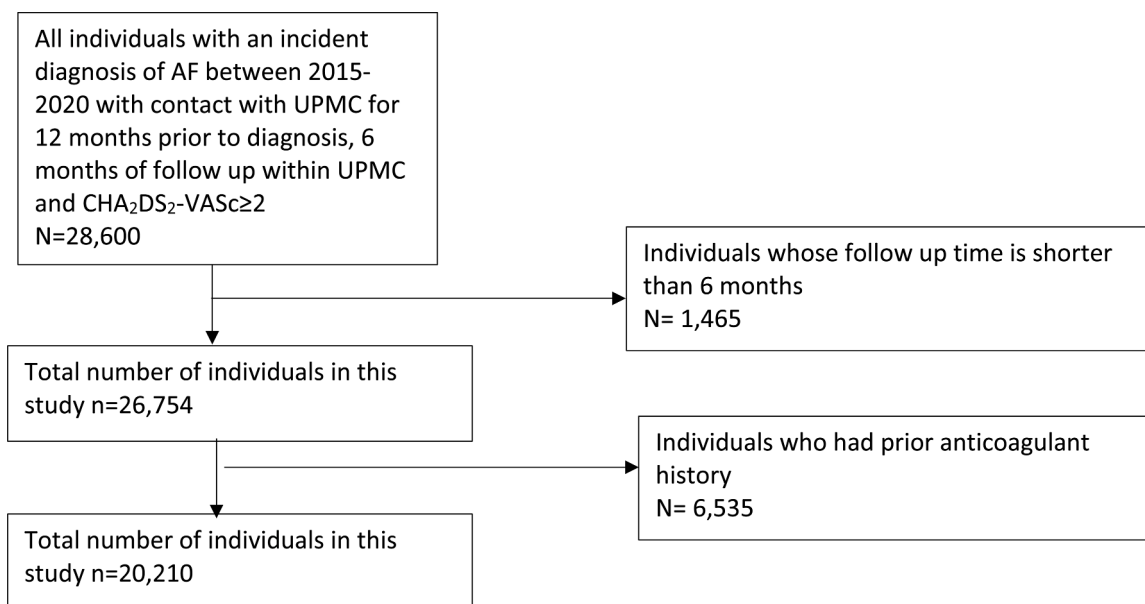 All individuals with an incident
diagnosis of AF between 2015-
2020 with contact with UPMC for
12 months prior to diagnosis, 6
months of follow up within UPMC
and CHA₂DS₂-VASc≥2
N=28,600
Individuals whose follow up time is shorter
than 6 months
N= 1,465
Total number of individuals in this
study n=26,754
Individuals who had prior anticoagulant
history
N= 6,535
Total number of individuals in this
study n=20,210